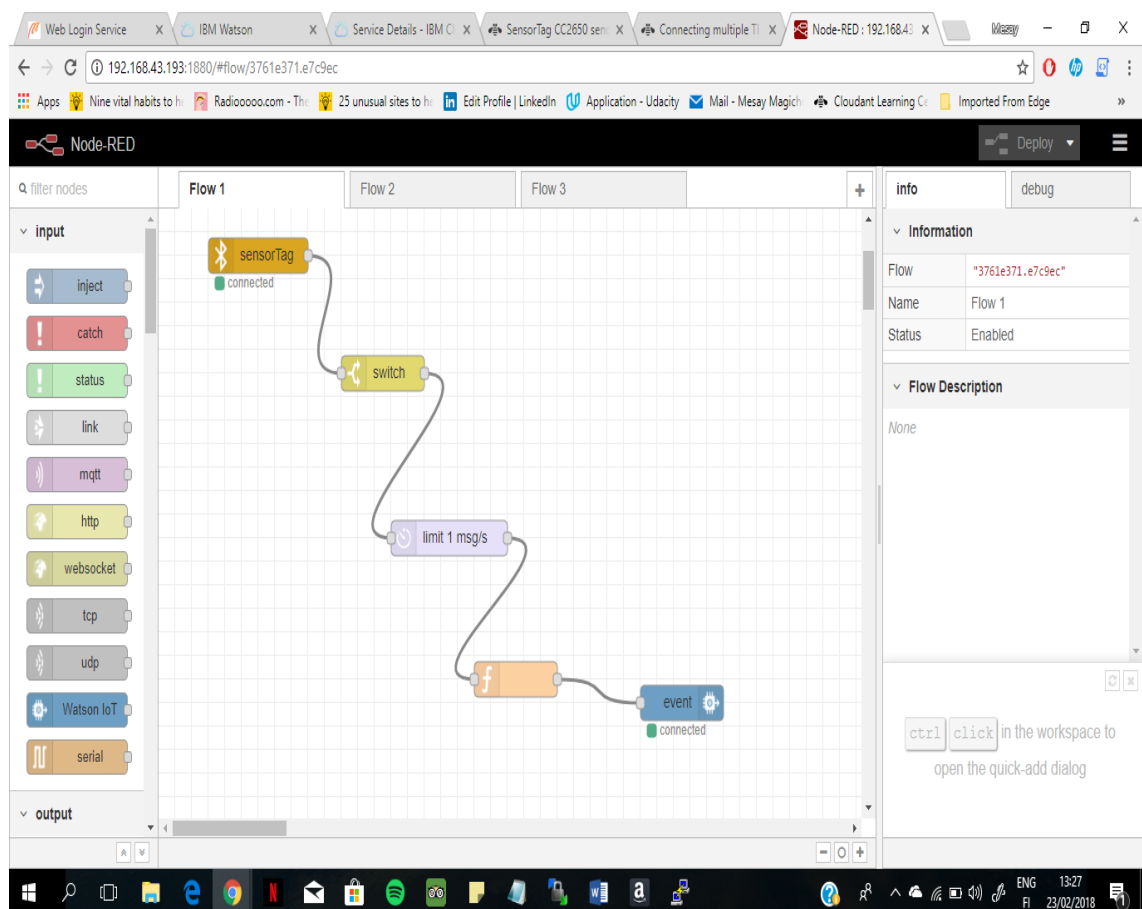 Web Login Service
IBM Watson
Service Details - IBM Cl
SensorTag CC2650 sens
Connecting multiple TI
Node-RED : 192.168.43
Mesay
192.168.43.193:1880/#flow/3761e371.e7c9ec
Apps
Nine vital habits to h
Radiooooo.com - The
25 unusual sites to h
Edit Profile | LinkedIn
Application - Udacity
Mail - Mesay Magich
Cloudant Learning Ce
Imported From Edge
»
Node-RED
Deploy
filter nodes
Flow 1
Flow 2
Flow 3
+
info
debug
input
inject
catch
status
link
mqtt
http
websocket
tcp
udp
Watson IoT
serial
output
sensorTag
connected
switch
limit 1 msg/s
f
event
connected
Information
Flow
"3761e371.e7c9ec"
Name
Flow 1
Status
Enabled
Flow Description
None
ctrl click in the workspace to
open the quick-add dialog
ENG
FI
13:27
23/02/2018